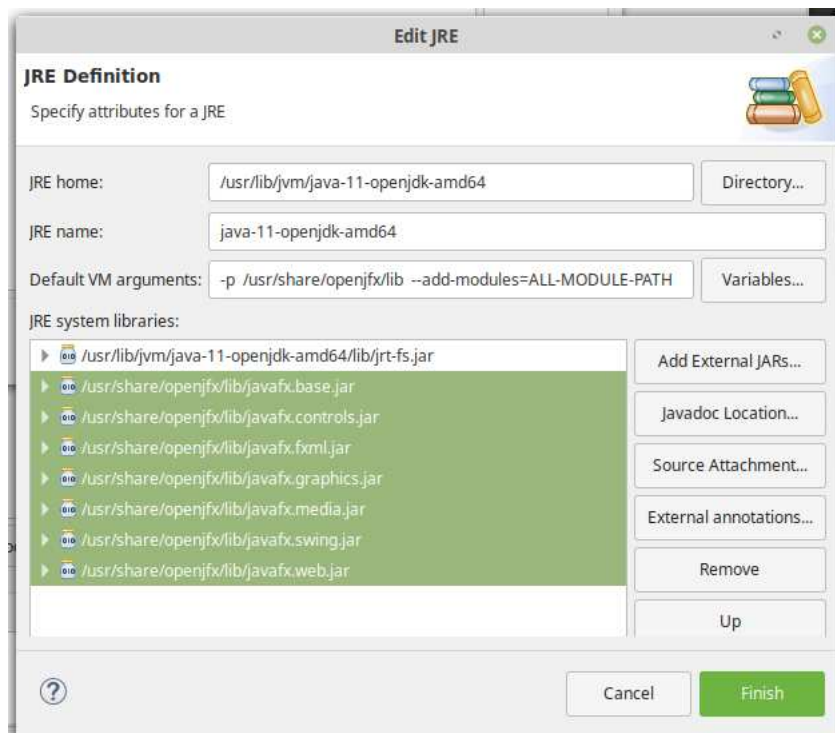 Edit JRE
JRE Definition
Specify attributes for a JRE
JRE home: /usr/lib/jvm/java-11-openjdk-amd64 Directory...
JRE name: java-11-openjdk-amd64
Default VM arguments: -p /usr/share/openjfx/lib --add-modules=ALL-MODULE-PATH Variables...
JRE system libraries:
/usr/lib/jvm/java-11-openjdk-amd64/lib/jrt-fs.jar
/usr/share/openjfx/lib/javafx.base.jar
/usr/share/openjfx/lib/javafx.controls.jar
/usr/share/openjfx/lib/javafx.fxml.jar
/usr/share/openjfx/lib/javafx.graphics.jar
/usr/share/openjfx/lib/javafx.media.jar
/usr/share/openjfx/lib/javafx.swing.jar
/usr/share/openjfx/lib/javafx.web.jar
Add External JARs...
Javadoc Location...
Source Attachment...
External annotations...
Remove
Up
Cancel
Finish